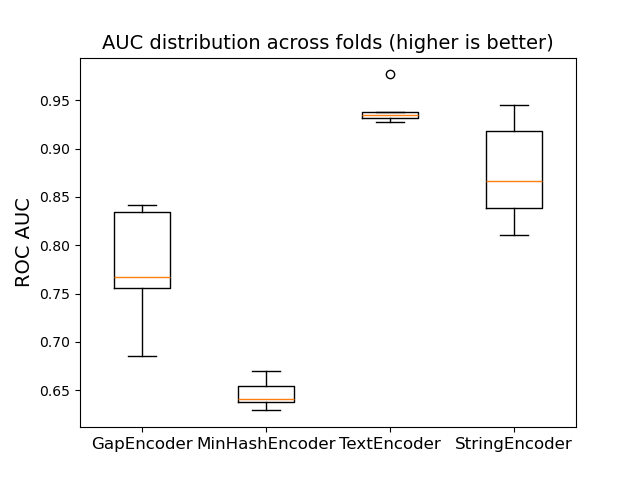 AUC distribution across folds (higher is better)
ROC AUC
0.95
0.90
0.85
0.80
0.75
0.70
0.65
GapEncoder MinHashEncoder TextEncoder StringEncoder